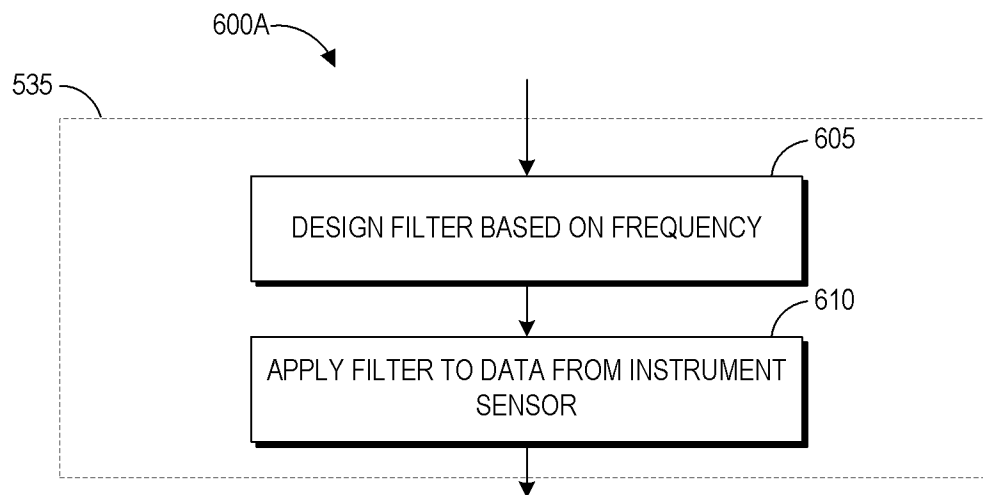 600A
535
605
DESIGN FILTER BASED ON FREQUENCY
610
APPLY FILTER TO DATA FROM INSTRUMENT
SENSOR